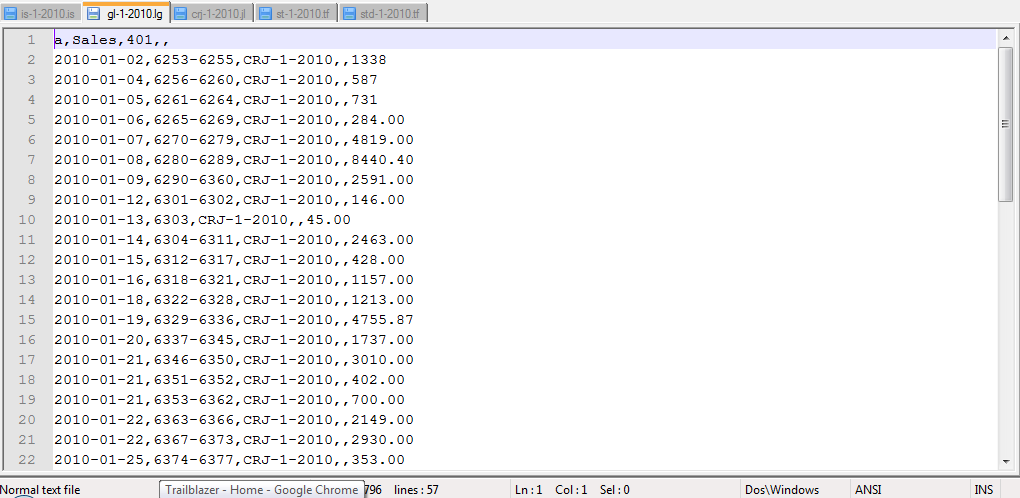 is-1-2010.is gl-1-2010.lg crj-1-2010.jl st-1-2010.tf std-1-2010.tf
1 a,Sales,401,,
2 2010-01-02,6253-6255,CRJ-1-2010,,1338
3 2010-01-04,6256-6260,CRJ-1-2010,,587
4 2010-01-05,6261-6264,CRJ-1-2010,,731
5 2010-01-06,6265-6269,CRJ-1-2010,,284.00
6 2010-01-07,6270-6279,CRJ-1-2010,,4819.00
7 2010-01-08,6280-6289,CRJ-1-2010,,8440.40
8 2010-01-09,6290-6360,CRJ-1-2010,,2591.00
9 2010-01-12,6301-6302,CRJ-1-2010,,146.00
10 2010-01-13,6303,CRJ-1-2010,,45.00
11 2010-01-14,6304-6311,CRJ-1-2010,,2463.00
12 2010-01-15,6312-6317,CRJ-1-2010,,428.00
13 2010-01-16,6318-6321,CRJ-1-2010,,1157.00
14 2010-01-18,6322-6328,CRJ-1-2010,,1213.00
15 2010-01-19,6329-6336,CRJ-1-2010,,4755.87
16 2010-01-20,6337-6345,CRJ-1-2010,,1737.00
17 2010-01-21,6346-6350,CRJ-1-2010,,3010.00
18 2010-01-21,6351-6352,CRJ-1-2010,,402.00
19 2010-01-21,6353-6362,CRJ-1-2010,,700.00
20 2010-01-22,6363-6366,CRJ-1-2010,,2149.00
21 2010-01-22,6367-6373,CRJ-1-2010,,2930.00
22 2010-01-25,6374-6377,CRJ-1-2010,,353.00
Normal text file Trailblazer - Home - Google Chrome 796 lines : 57 Ln : 1 Col : 1 Sel : 0 Dos\Windows ANSI INS